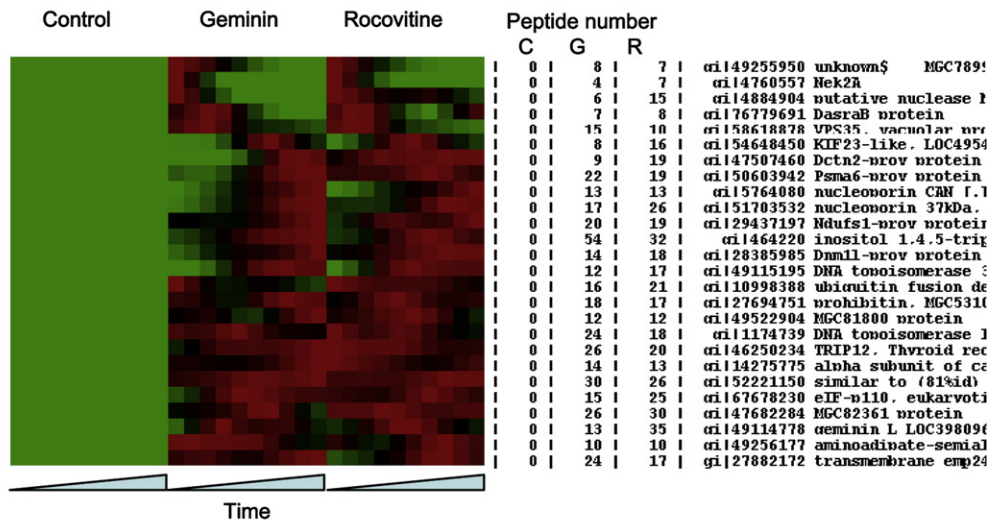 Control Geminin Rocovitine Peptide number
C G R
| 0 | 8 | 7 | gi|49255950 unknown$ MGC7899
| 0 | 4 | 7 | gi|4760557 Nek2A
| 0 | 6 | 15 | gi|4884904 putative nuclease
| 0 | 7 | 8 | gi|76779691 DasraB protein
| 0 | 15 | 10 | gi|58618878 VPS35, vacuolar pro
| 0 | 8 | 16 | gi|54648450 KIF23-like, LOC4954
| 0 | 9 | 19 | gi|47507460 Dctn2-prov protein
| 0 | 22 | 19 | gi|50603942 Psma6-prov protein
| 0 | 13 | 13 | gi|5764080 nucleoporin CAN [.]
| 0 | 17 | 26 | gi|51703532 nucleoporin 37kDa,
| 0 | 20 | 19 | gi|29437197 Ndufs1-prov protein
| 0 | 54 | 32 | gi|464220 inositol 1,4,5-trip
| 0 | 14 | 18 | gi|28385985 Dnm1l-prov protein
| 0 | 12 | 17 | gi|49115195 DNA topoisomerase 3
| 0 | 16 | 21 | gi|10998388 ubiquitin fusion de
| 0 | 18 | 17 | gi|27694751 prohibitin, MGC5310
| 0 | 12 | 12 | gi|49522904 MGC81800 protein
| 0 | 24 | 18 | gi|1174739 DNA topoisomerase
| 0 | 26 | 20 | gi|46250234 TRIP12, Thyroid rec
| 0 | 14 | 13 | gi|14275775 alpha subunit of ca
| 0 | 30 | 26 | gi|52221150 similar to (81%id)
| 0 | 15 | 25 | gi|67678230 eIF-p110, eukaryoti
| 0 | 26 | 30 | gi|47682284 MGC82361 protein
| 0 | 13 | 35 | gi|49114778 geminin L LOC398096
| 0 | 10 | 10 | gi|49256177 aminoadipate-semial
| 0 | 24 | 17 | gi|27882172 transmembrane emp24
Time